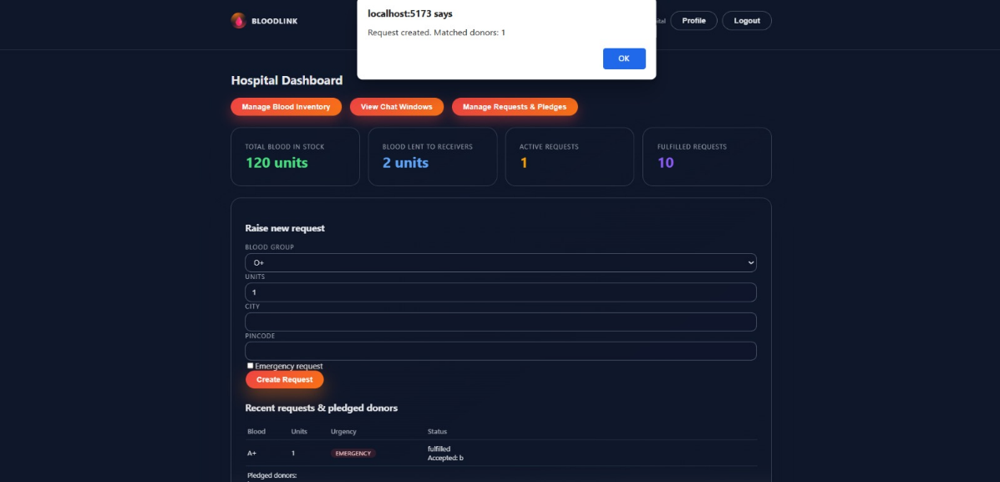 localhost:5173 says
Request created. Matched donors: 1
OK
BLOODLINK
Profile
Logout
Hospital Dashboard
Manage Blood Inventory
View Chat Windows
Manage Requests & Pledges
TOTAL BLOOD IN STOCK
120 units
BLOOD LENT TO RECEIVERS
2 units
ACTIVE REQUESTS
1
FULFILLED REQUESTS
10
Raise new request
BLOOD GROUP
O+
UNITS
1
CITY
PINCODE
Emergency request
Create Request
Recent requests & pledged donors
Blood Units Urgency Status
A+ 1 EMERGENCY fulfilled
Accepted: b
Pledged donors: